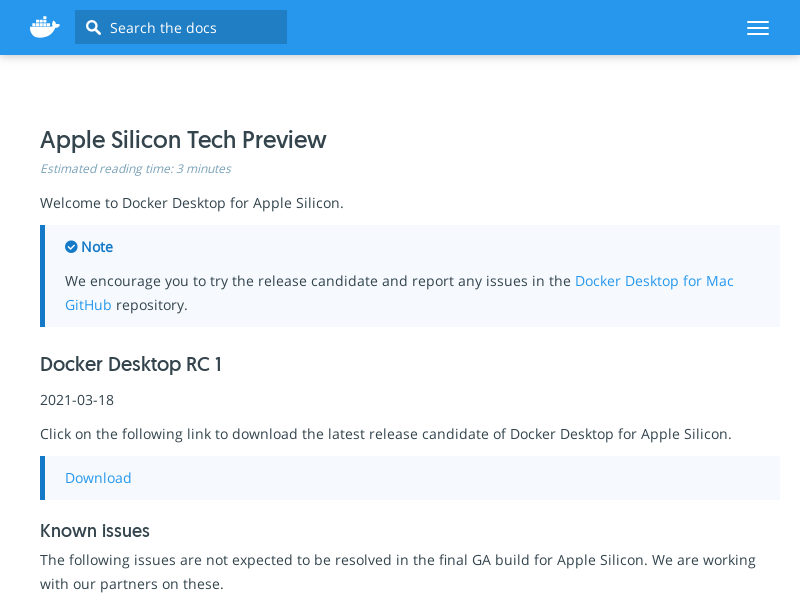 Search the docs
Apple Silicon Tech Preview
Estimated reading time: 3 minutes
Welcome to Docker Desktop for Apple Silicon.
Note
We encourage you to try the release candidate and report any issues in the Docker Desktop for Mac
GitHub repository.
Docker Desktop RC 1
2021-03-18
Click on the following link to download the latest release candidate of Docker Desktop for Apple Silicon.
Download
Known issues
The following issues are not expected to be resolved in the final GA build for Apple Silicon. We are working
with our partners on these.